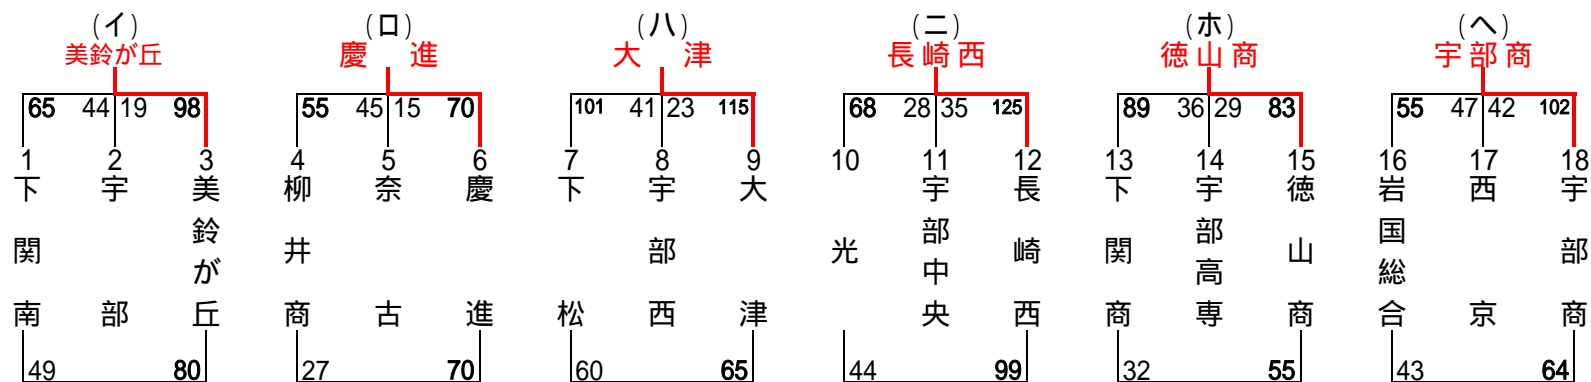 (イ) (ロ) (ハ) (ニ) (ホ) (ヘ)
美鈴が丘 慶進 大津 長崎西 徳山商 宇部商
65 44 19 98 55 45 15 70 101 41 23 115 68 28 35 125 89 36 29 83 55 47 42 102
1 2 3 4 5 6 7 8 9 10 11 12 13 14 15 16 17 18
下関南
宇部
美鈴が丘
柳井商
奈古
慶進
下松
宇部西
大津
光
宇部中央
長崎西
下関商
宇部高専
徳山商
岩国総合
西京
宇部商
49 80 27 70 60 65 44 99 32 55 43 64